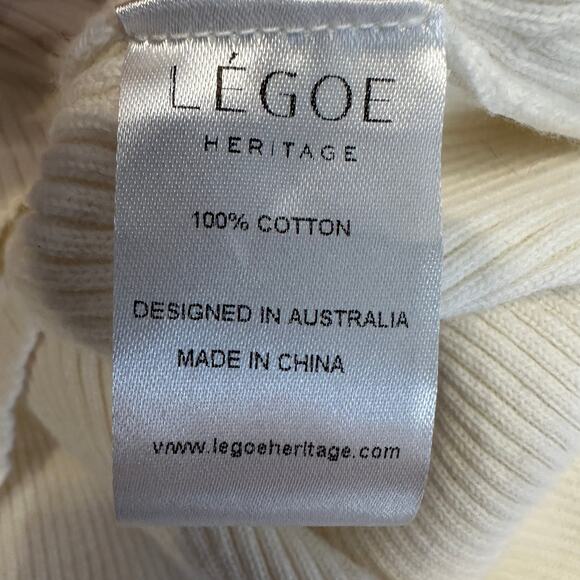 LÉGOE
HERITAGE
100% COTTON
DESIGNED IN AUSTRALIA
MADE IN CHINA
www.legoeheritage.com